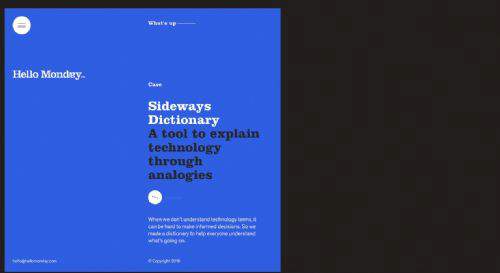 What's up
Hello Monday..
Case
Sideways
Dictionary
A tool to explain
technology
through
analogies
When we don't understand technology terms, it
can be hard to make informed decisions. So we
made a dictionary to help everyone understand
what's going on.
hello@hellomonday.com
© Copyright 2018